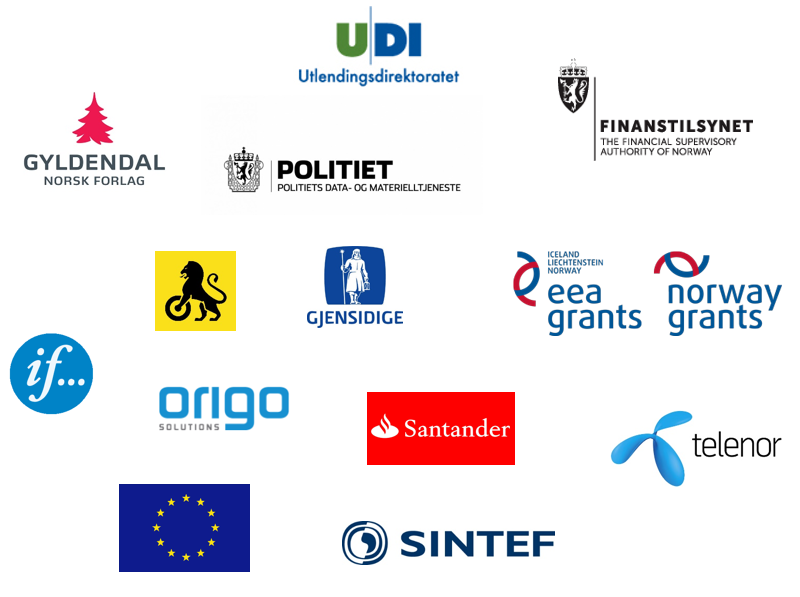 UDI
Utlendingsdirektoratet
FINANSTILSYNET
THE FINANCIAL SUPERVISORY
AUTHORITY OF NORWAY
GYLDENDAL
NORSK FORLAG
POLITIET
POLITIETS DATA- OG MATERIELLTJENESTE
GJENSIDIGE
ICELAND
LIECHTENSTEIN
NORWAY
eea
grants
norway
grants
if...
origo
SOLUTIONS
Santander
telenor
SINTEF